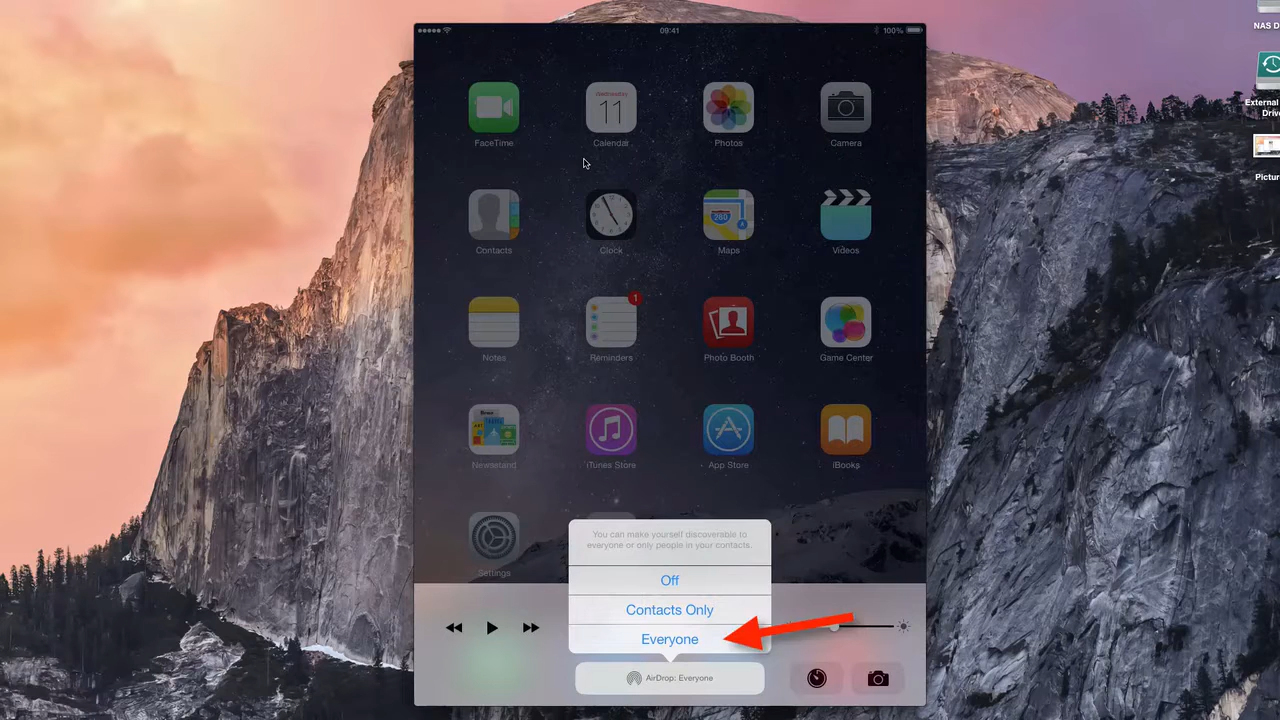 09:41
100%
NAS D
FaceTime
Wednesday
11
Calendar
Photos
Camera
External
Drive
Contacts
Clock
280
Maps
Videos
Pictur
Notes
1
Reminders
Photo Booth
Game Center
Newsstand
iTunes Store
App Store
iBooks
Settings
You can make yourself discoverable to
everyone or only people in your contacts.
Off
Contacts Only
Everyone
AirDrop: Everyone